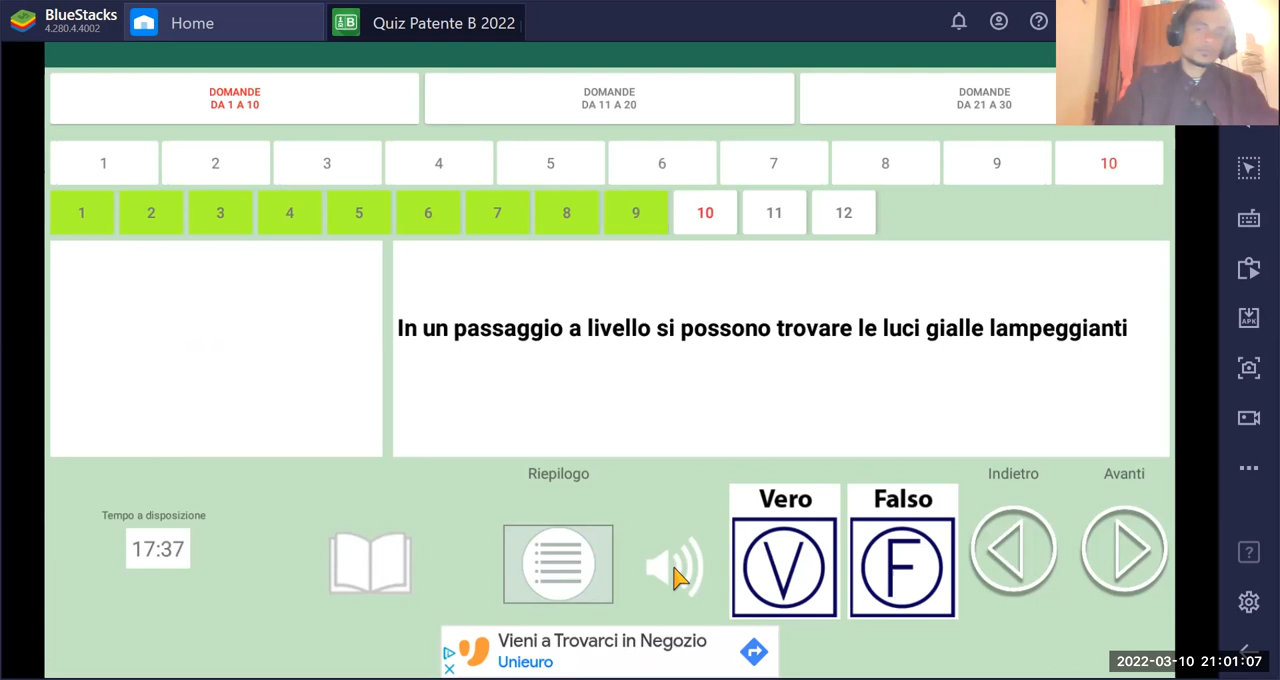 BlueStacks
4.280.4.4002
Home
Quiz Patente B 2022
DOMANDE
DA 1 A 10
DOMANDE
DA 11 A 20
DOMANDE
DA 21 A 30
1 2 3 4 5 6 7 8 9 10
1 2 3 4 5 6 7 8 9 10 11 12
In un passaggio a livello si possono trovare le luci gialle lampeggianti
Riepilogo
Indietro
Avanti
Vero
Falso
V
F
Tempo a disposizione
17:37
Vieni a Trovarci in Negozio
Unieuro
APK
2022-03-10 21:01:07